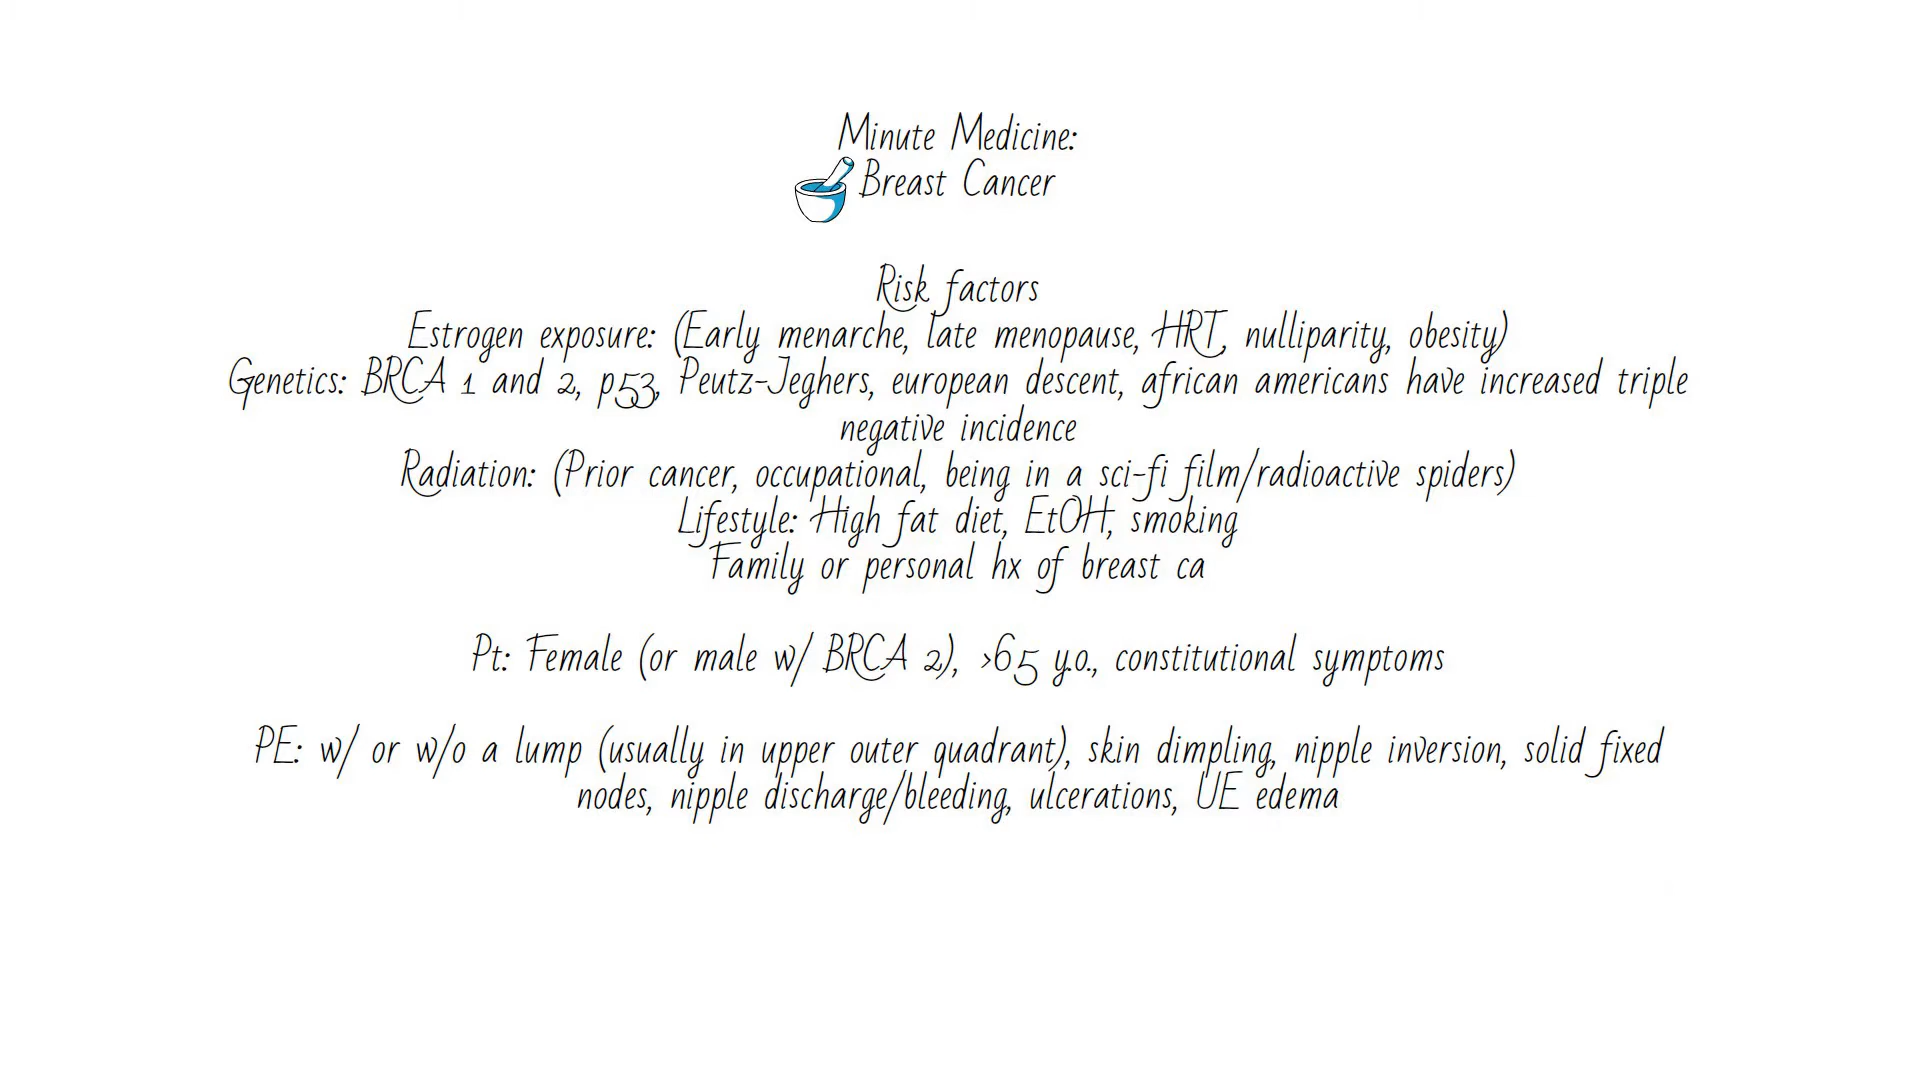 Minute Medicine:
Breast Cancer
Risk factors
Estrogen exposure: (Early menarche, late menopause, HRT, nulliparity, obesity)
Genetics: BRCA 1 and 2, p53, Peutz-Jeghers, european descent, african americans have increased triple
negative incidence
Radiation: (Prior cancer, occupational, being in a sci-fi film/radioactive spiders)
Lifestyle: High fat diet, EtOH, smoking
Family or personal hx of breast ca
Pt: Female (or male w/ BRCA 2), >65 y.o., constitutional symptoms
PE: w/ or w/o a lump (usually in upper outer quadrant), skin dimpling, nipple inversion, solid fixed
nodes, nipple discharge/bleeding, ulcerations, UE edema